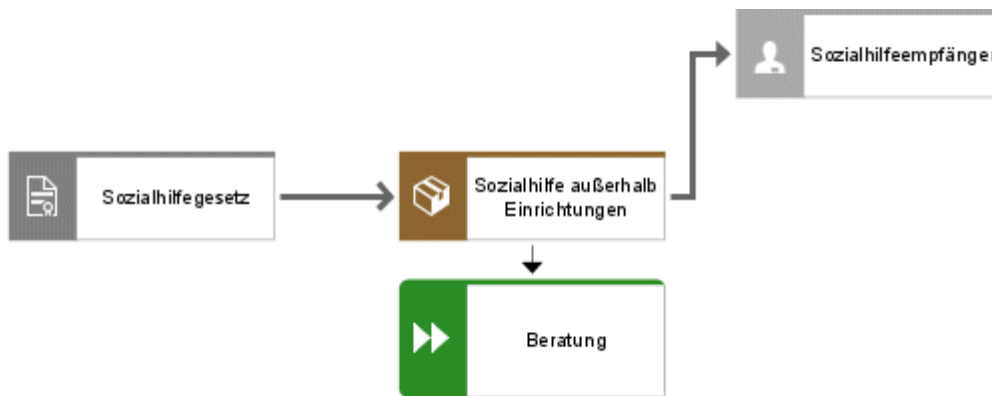 Sozialhilfeempfänger
Sozialhilfegesetz
Sozialhilfe außerhalb
Einrichtungen
Beratung